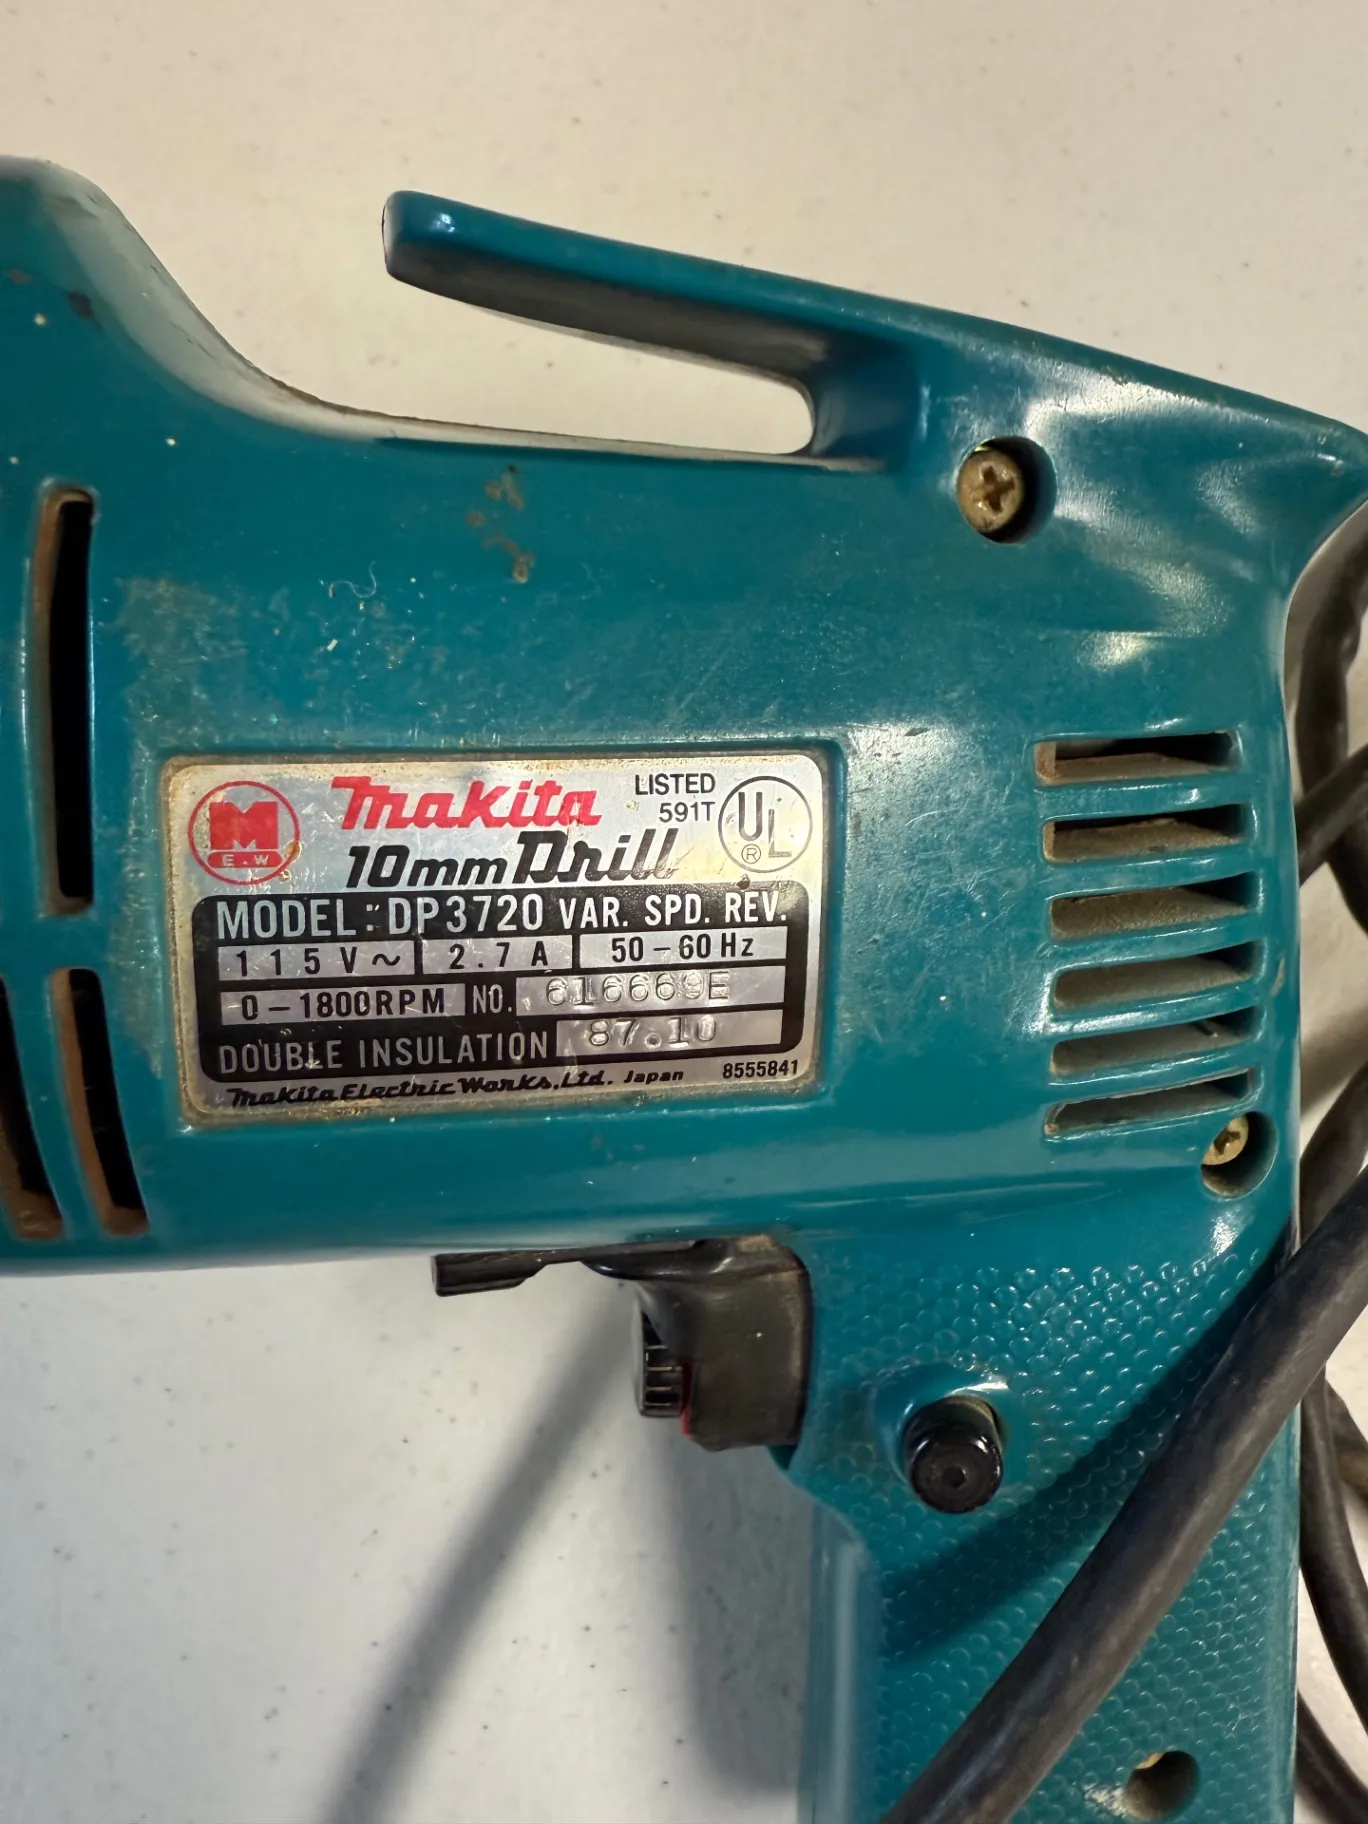 M
E.W
Makita
LISTED
591T
UL
®
10mm Drill
MODEL: DP3720 VAR. SPD. REV.
115V~ 2.7A 50-60Hz
0-1800RPM NO. 616669E
DOUBLE INSULATION 87.10
Makita Electric Works, Ltd. Japan 8555841